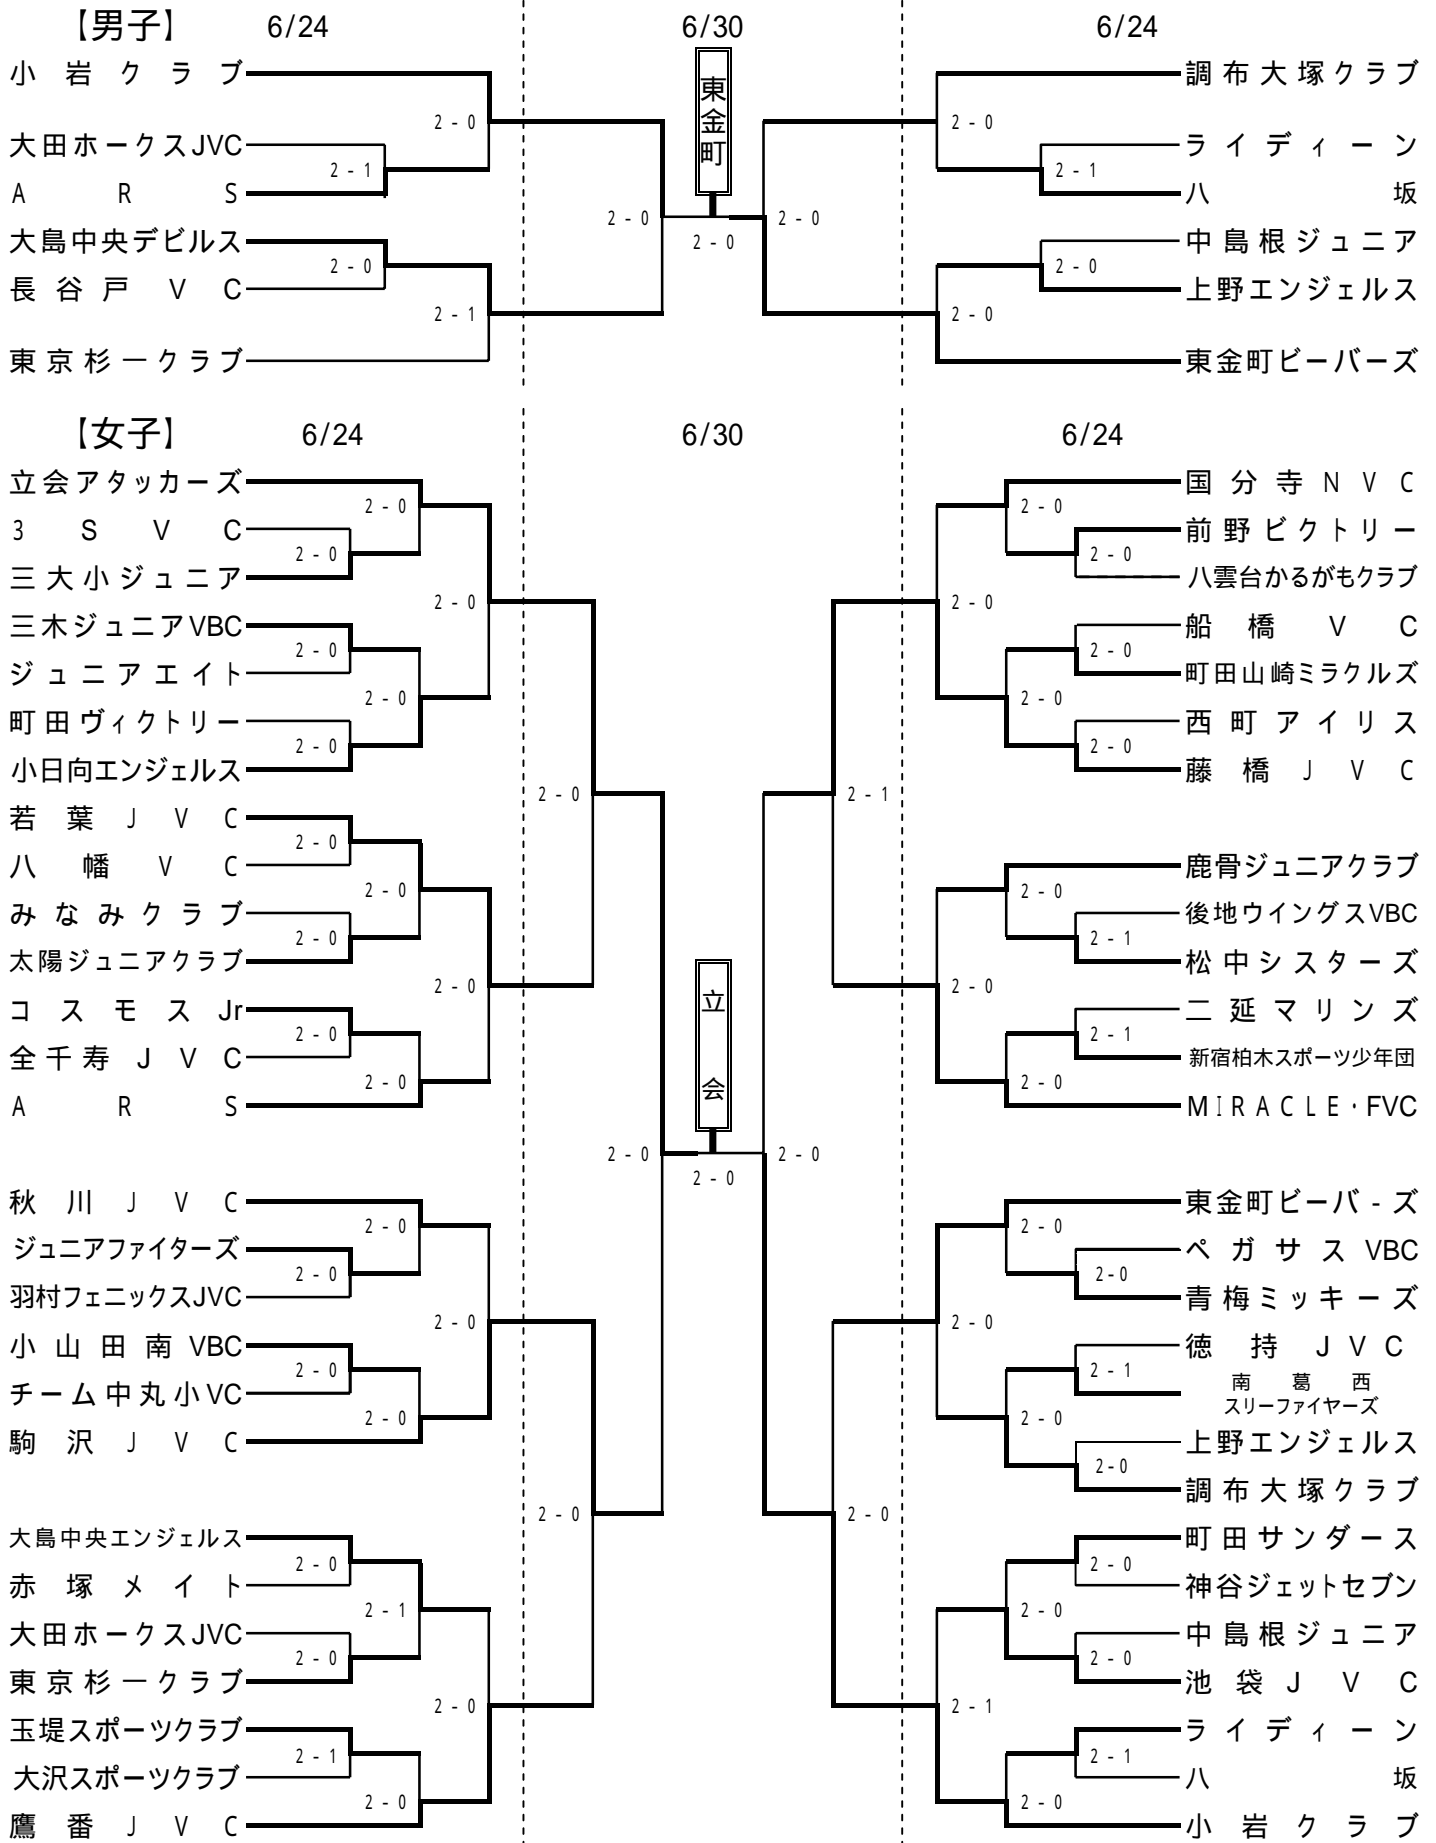 【男子】 6/24 6/30 6/24
小岩クラブ 東金町 調布大塚クラブ
2-0 2-0
大田ホークスJVC ライディーン
2-1 2-1
ARS 八坂
2-0 2-0 2-0
大島中央デビルス 中島根ジュニア
2-0 2-0
長谷戸VC 上野エンジェルス
2-1 2-0
東京杉一クラブ 東金町ビーバーズ
【女子】 6/24 6/30 6/24
立会アタッカーズ 国分寺NVC
2-0 2-0
3SVC 前野ビクトリー
2-0 2-0
三大小ジュニア 八雲台かるがもクラブ
2-0 2-0
三木ジュニアVBC 船橋VC
2-0 2-0
ジュニアエイト 町田山崎ミラクルズ
2-0 2-0
町田ヴィクトリー 西町アイリス
2-0 2-0
小日向エンジェルス 藤橋JVC
2-0 2-1
若葉JVC
2-0
八幡VC 鹿骨ジュニアクラブ
2-0 2-0
みなみクラブ 後地ウイングスVBC
2-0 2-1
太陽ジュニアクラブ 松中シスターズ
2-0 2-0
コスモスJr 立会 二延マリンズ
2-0 2-1
全千寿JVC 新宿柏木スポーツ少年団
2-0 2-0
ARS MIRACLE・FVC
2-0 2-0 2-0
秋川JVC 東金町ビーバ-ズ
2-0 2-0
ジュニアファイターズ ペガサスVBC
2-0 2-0
羽村フェニックスJVC 青梅ミッキーズ
2-0 2-0
小山田南VBC 徳持JVC
2-0 2-1
チーム中丸小VC 南葛西
スリーファイヤーズ
2-0 2-0
駒沢JVC 上野エンジェルス
2-0
調布大塚クラブ
2-0 2-0
大島中央エンジェルス 町田サンダース
2-0 2-0
赤塚メイト 神谷ジェットセブン
2-1 2-0
大田ホークスJVC 中島根ジュニア
2-0 2-0
東京杉一クラブ 池袋JVC
2-0 2-1
玉堤スポーツクラブ ライディーン
2-1 2-1
大沢スポーツクラブ 八坂
2-0 2-0
鷹番JVC 小岩クラブ